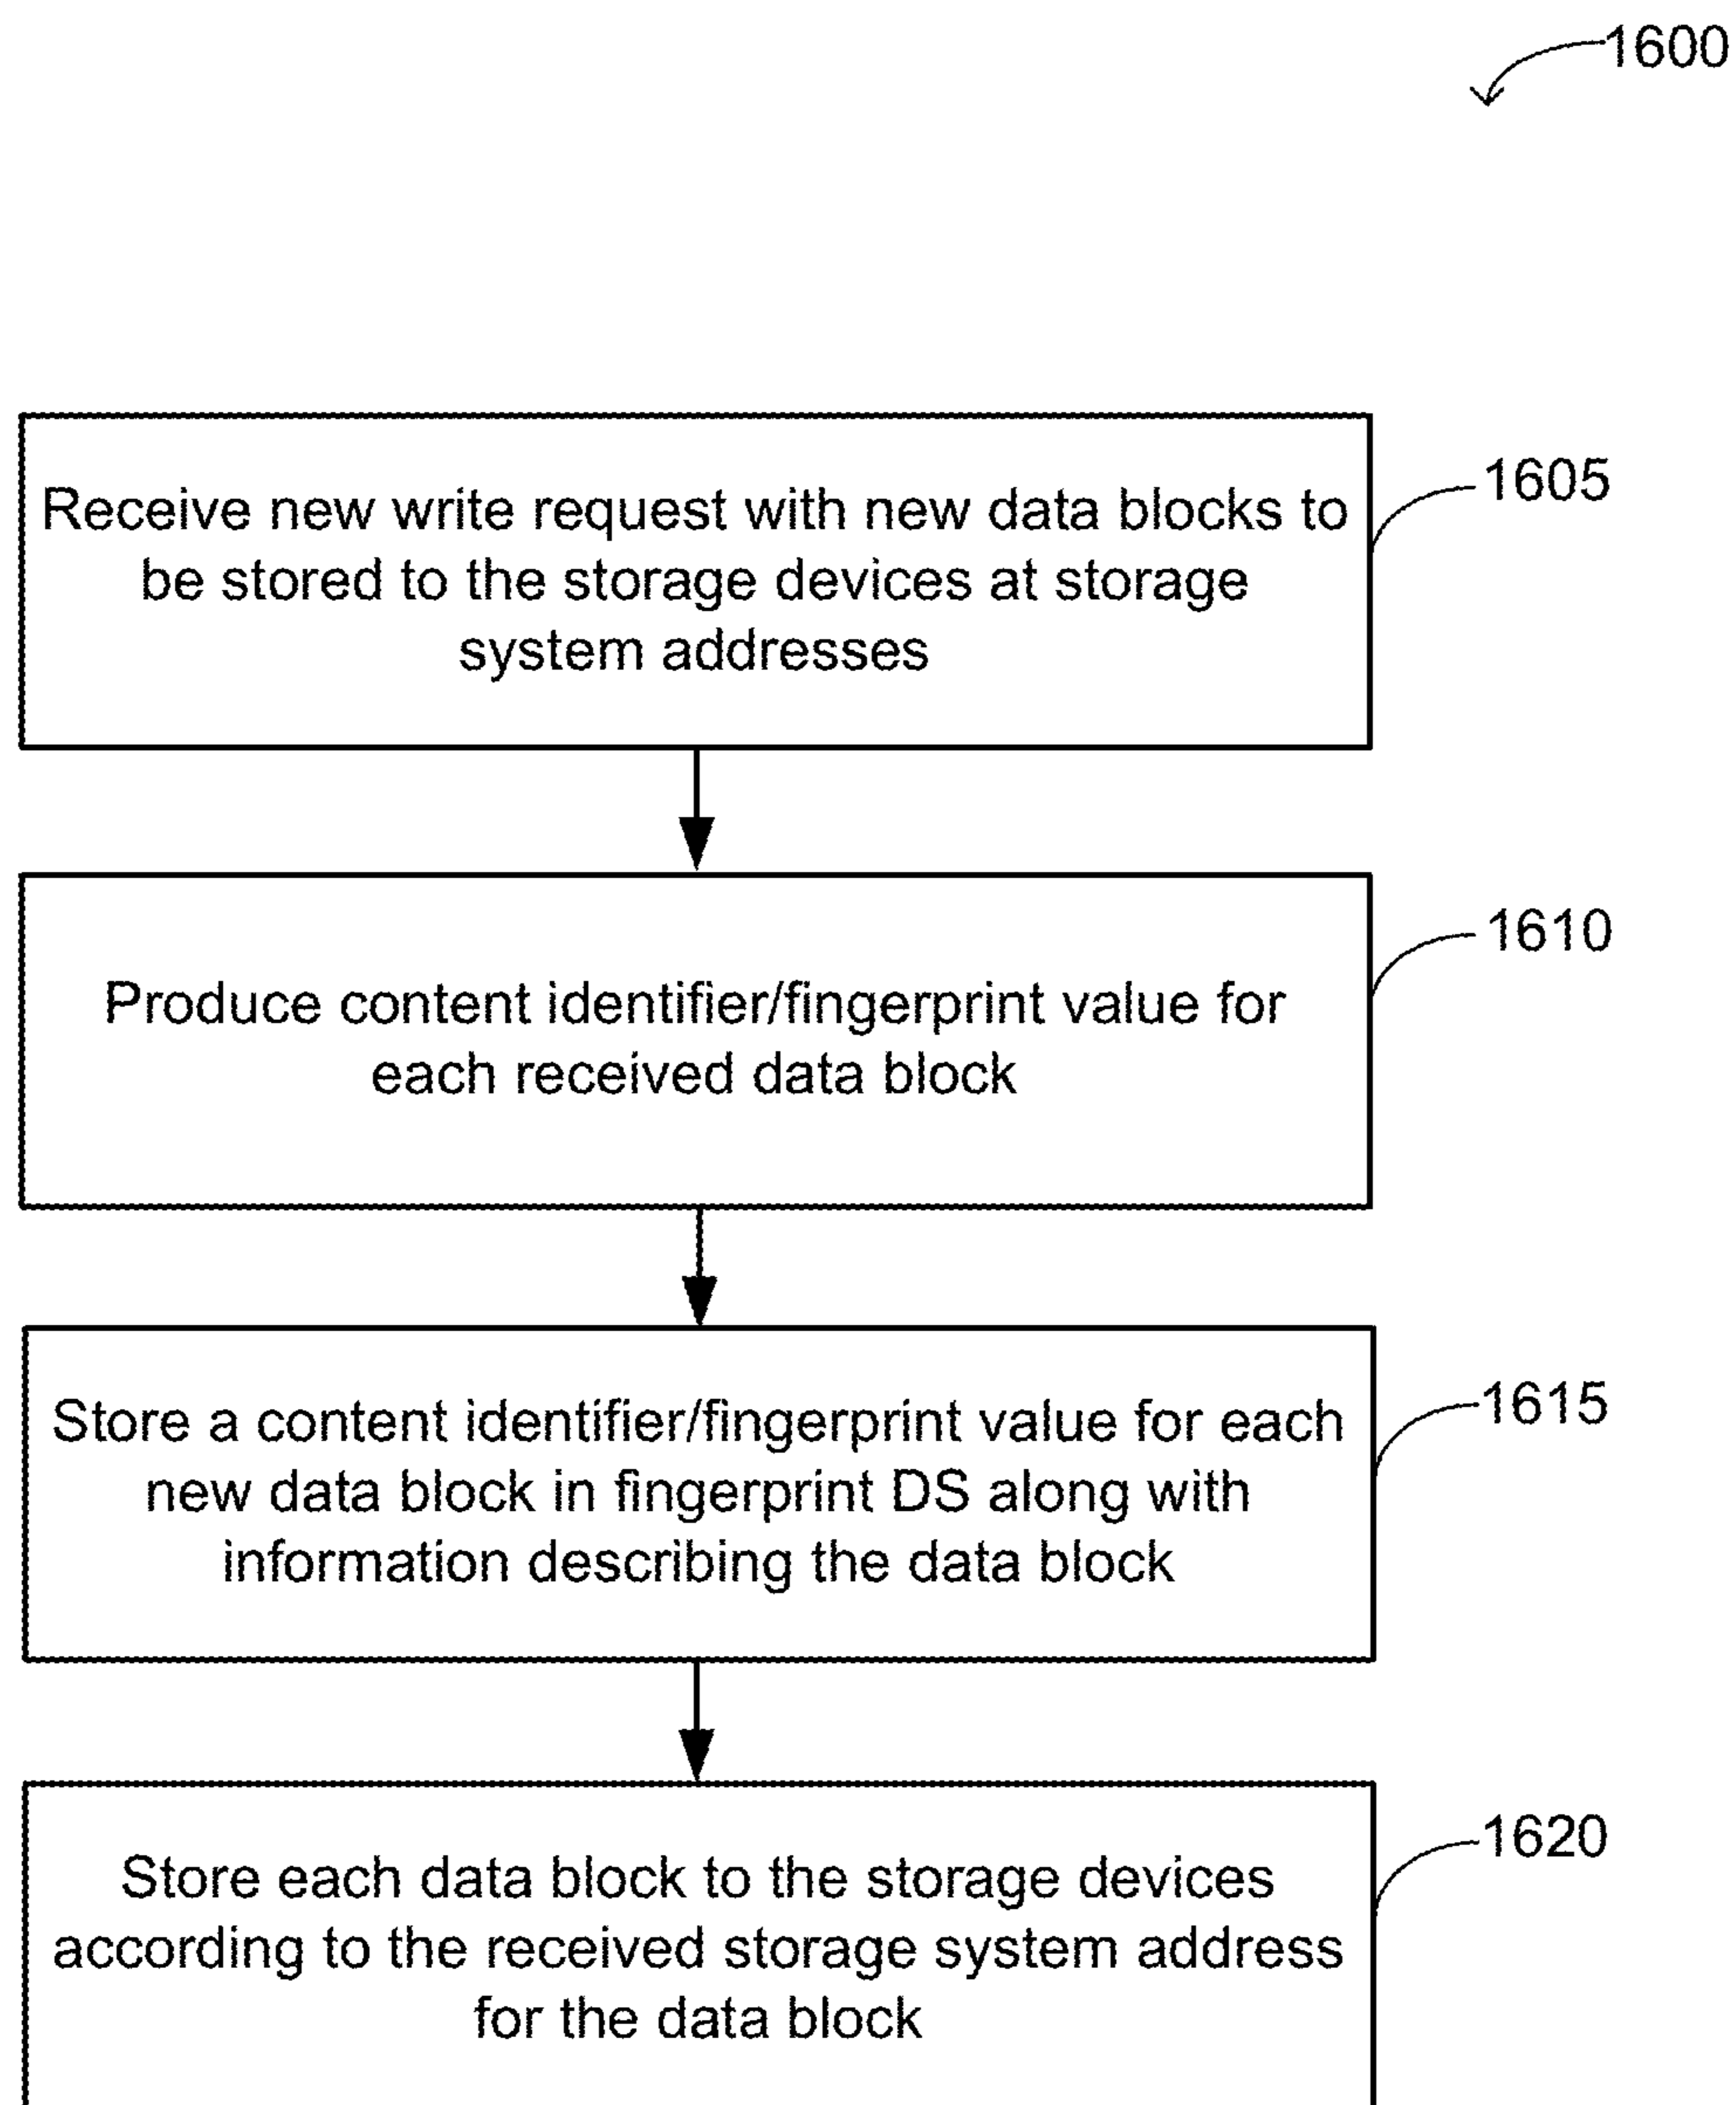 1600
Receive new write request with new data blocks to
be stored to the storage devices at storage
system addresses
1605
Produce content identifier/fingerprint value for
each received data block
1610
Store a content identifier/fingerprint value for each
new data block in fingerprint DS along with
information describing the data block
1615
Store each data block to the storage devices
according to the received storage system address
for the data block
1620